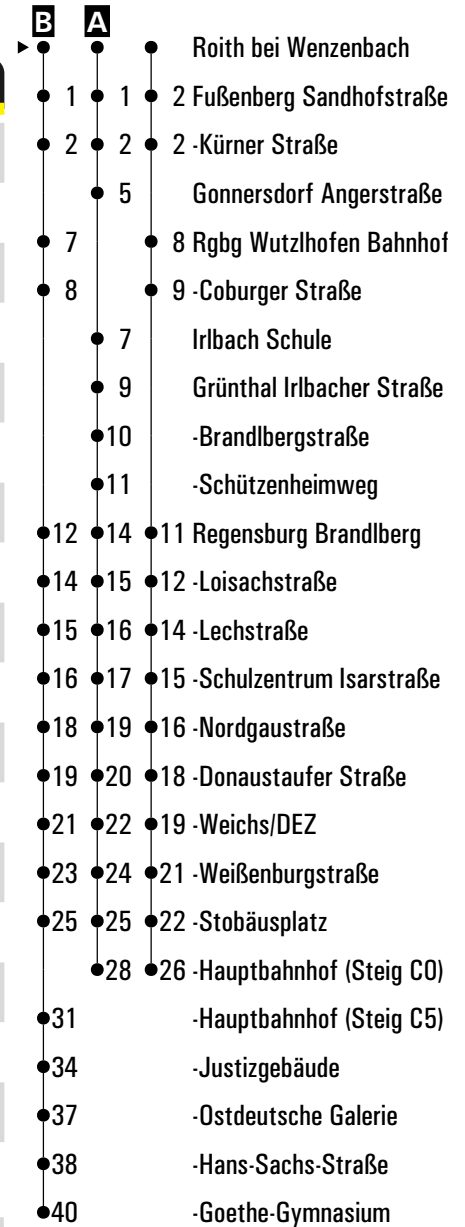 B A
Roith bei Wenzenbach
1 1 2 Fußenberg Sandhofstraße
2 2 2 -Kürner Straße
5 Gonnersdorf Angerstraße
7 8 Rgbg Wutzlhofen Bahnhof
8 9 -Coburger Straße
7 Irlbach Schule
9 Grünthal Irlbacher Straße
10 -Brandlbergstraße
11 -Schützenheimweg
12 14 11 Regensburg Brandlberg
14 15 12 -Loisachstraße
15 16 14 -Lechstraße
16 17 15 -Schulzentrum Isarstraße
18 19 16 -Nordgaustraße
19 20 18 -Donaustaufer Straße
21 22 19 -Weichs/DEZ
23 24 21 -Weißenburgstraße
25 25 22 -Stobäusplatz
28 26 -Hauptbahnhof (Steig C0)
31 -Hauptbahnhof (Steig C5)
34 -Justizgebäude
37 -Ostdeutsche Galerie
38 -Hans-Sachs-Straße
40 -Goethe-Gymnasium